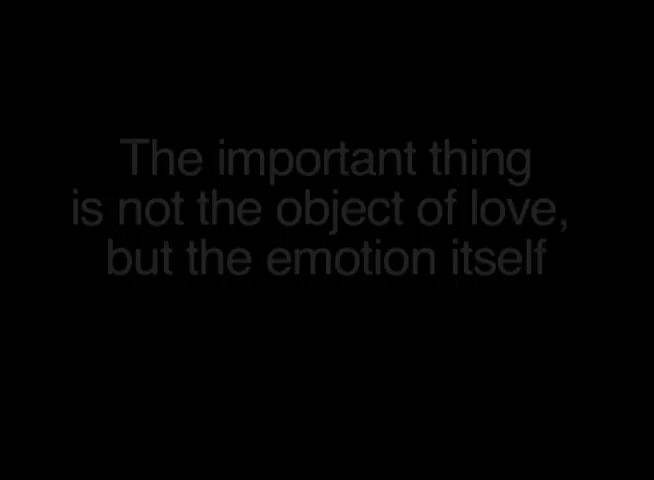 The important thing
is not the object of love,
but the emotion itself